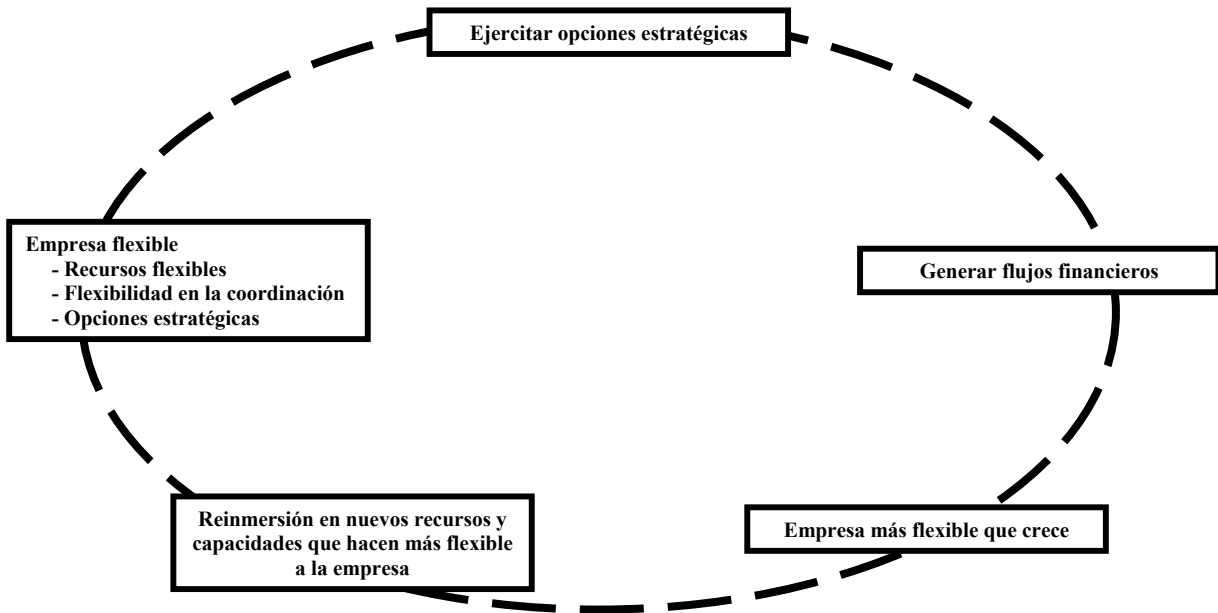 Ejercitar opciones estratégicas
Empresa flexible
- Recursos flexibles
- Flexibilidad en la coordinación
- Opciones estratégicas
Generar flujos financieros
Reinmersión en nuevos recursos y
capacidades que hacen más flexible
a la empresa
Empresa más flexible que crece